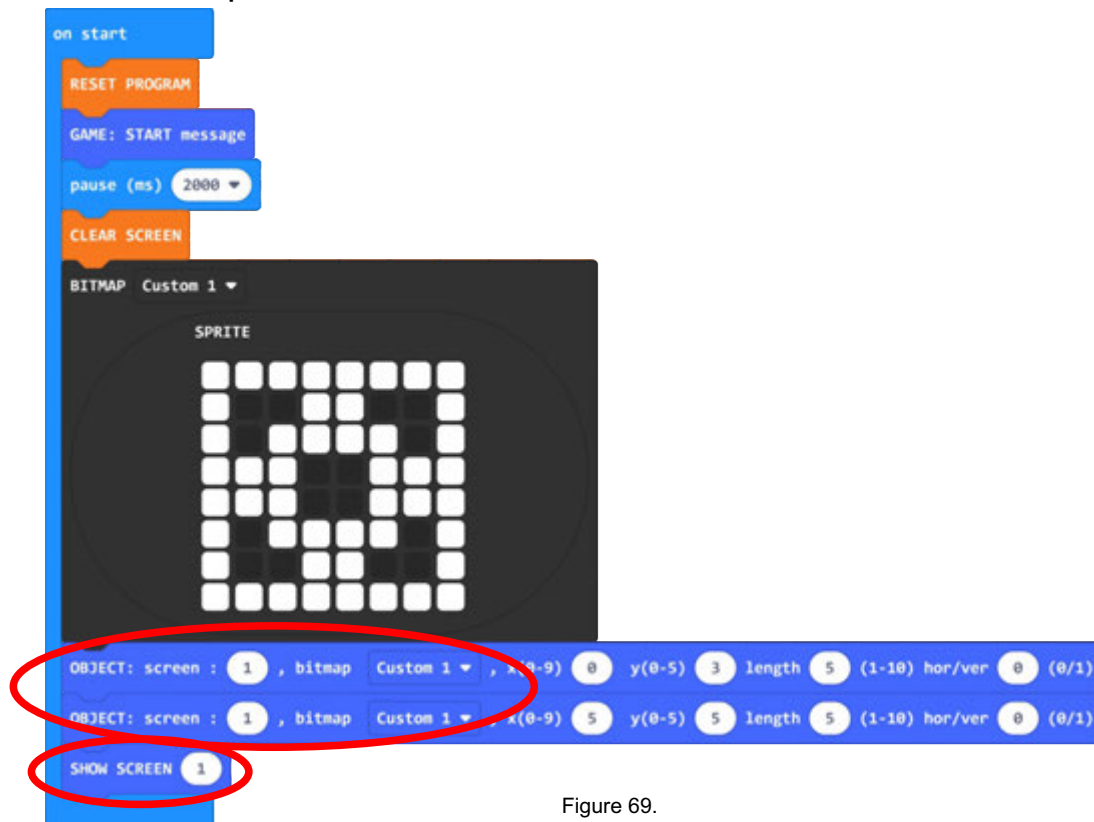 on start
RESET PROGRAM
GAME: START message
pause (ms) 2000
CLEAR SCREEN
BITMAP Custom 1
SPRITE
OBJECT: screen : 1 , bitmap Custom 1 , x(0-9) 0 y(0-5) 3 length 5 (1-10) hor/ver 0 (0/1)
OBJECT: screen : 1 , bitmap Custom 1 , x(0-9) 5 y(0-5) 5 length 5 (1-10) hor/ver 0 (0/1)
SHOW SCREEN 1
Figure 69.